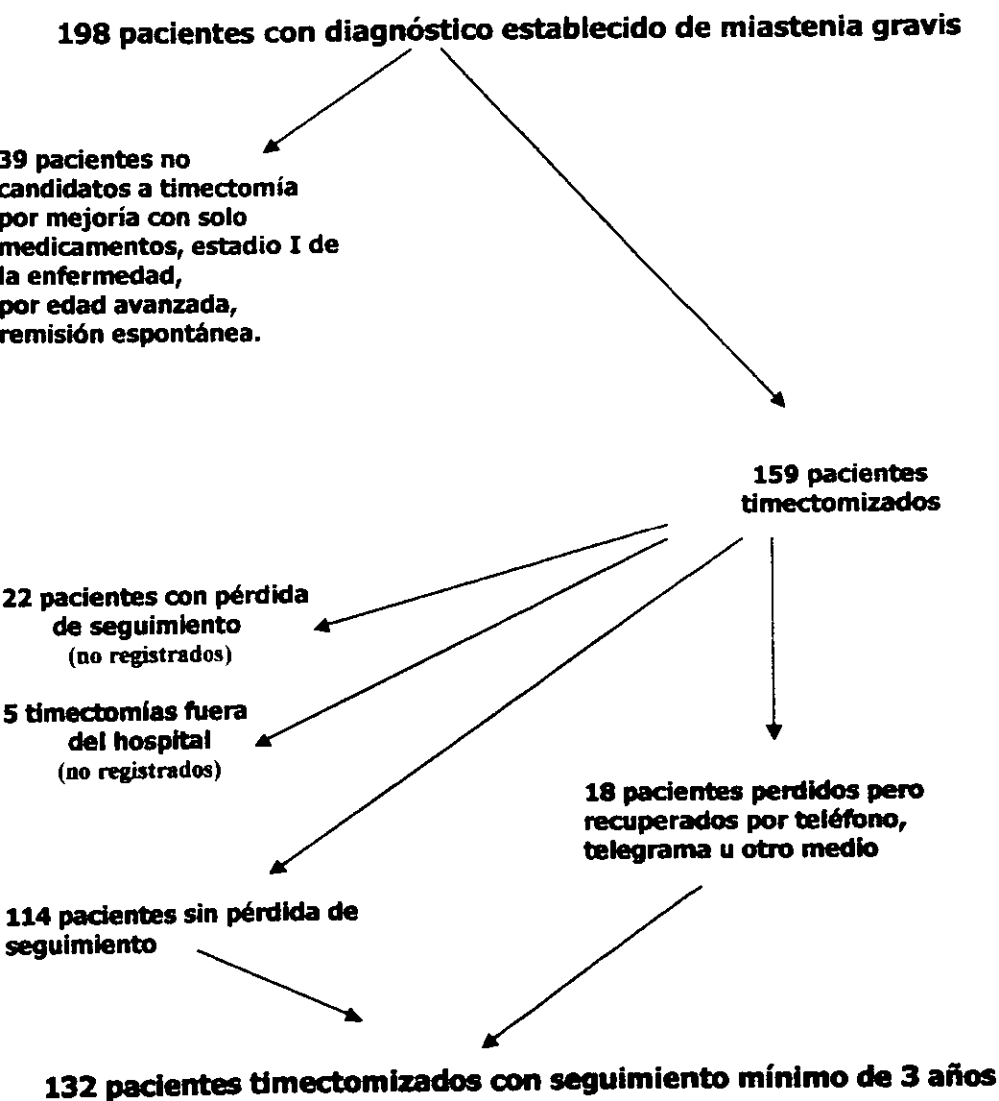 198 pacientes con diagnóstico establecido de miastenia gravis
39 pacientes no
candidatos a timectomía
por mejoría con solo
medicamentos, estadio I de
la enfermedad,
por edad avanzada,
remisión espontánea.
159 pacientes
timectomizados
22 pacientes con pérdida
de seguimiento
(no registrados)
5 timectomías fuera
del hospital
(no registrados)
18 pacientes perdidos pero
recuperados por teléfono,
telegrama u otro medio
114 pacientes sin pérdida de
seguimiento
132 pacientes timectomizados con seguimiento mínimo de 3 años